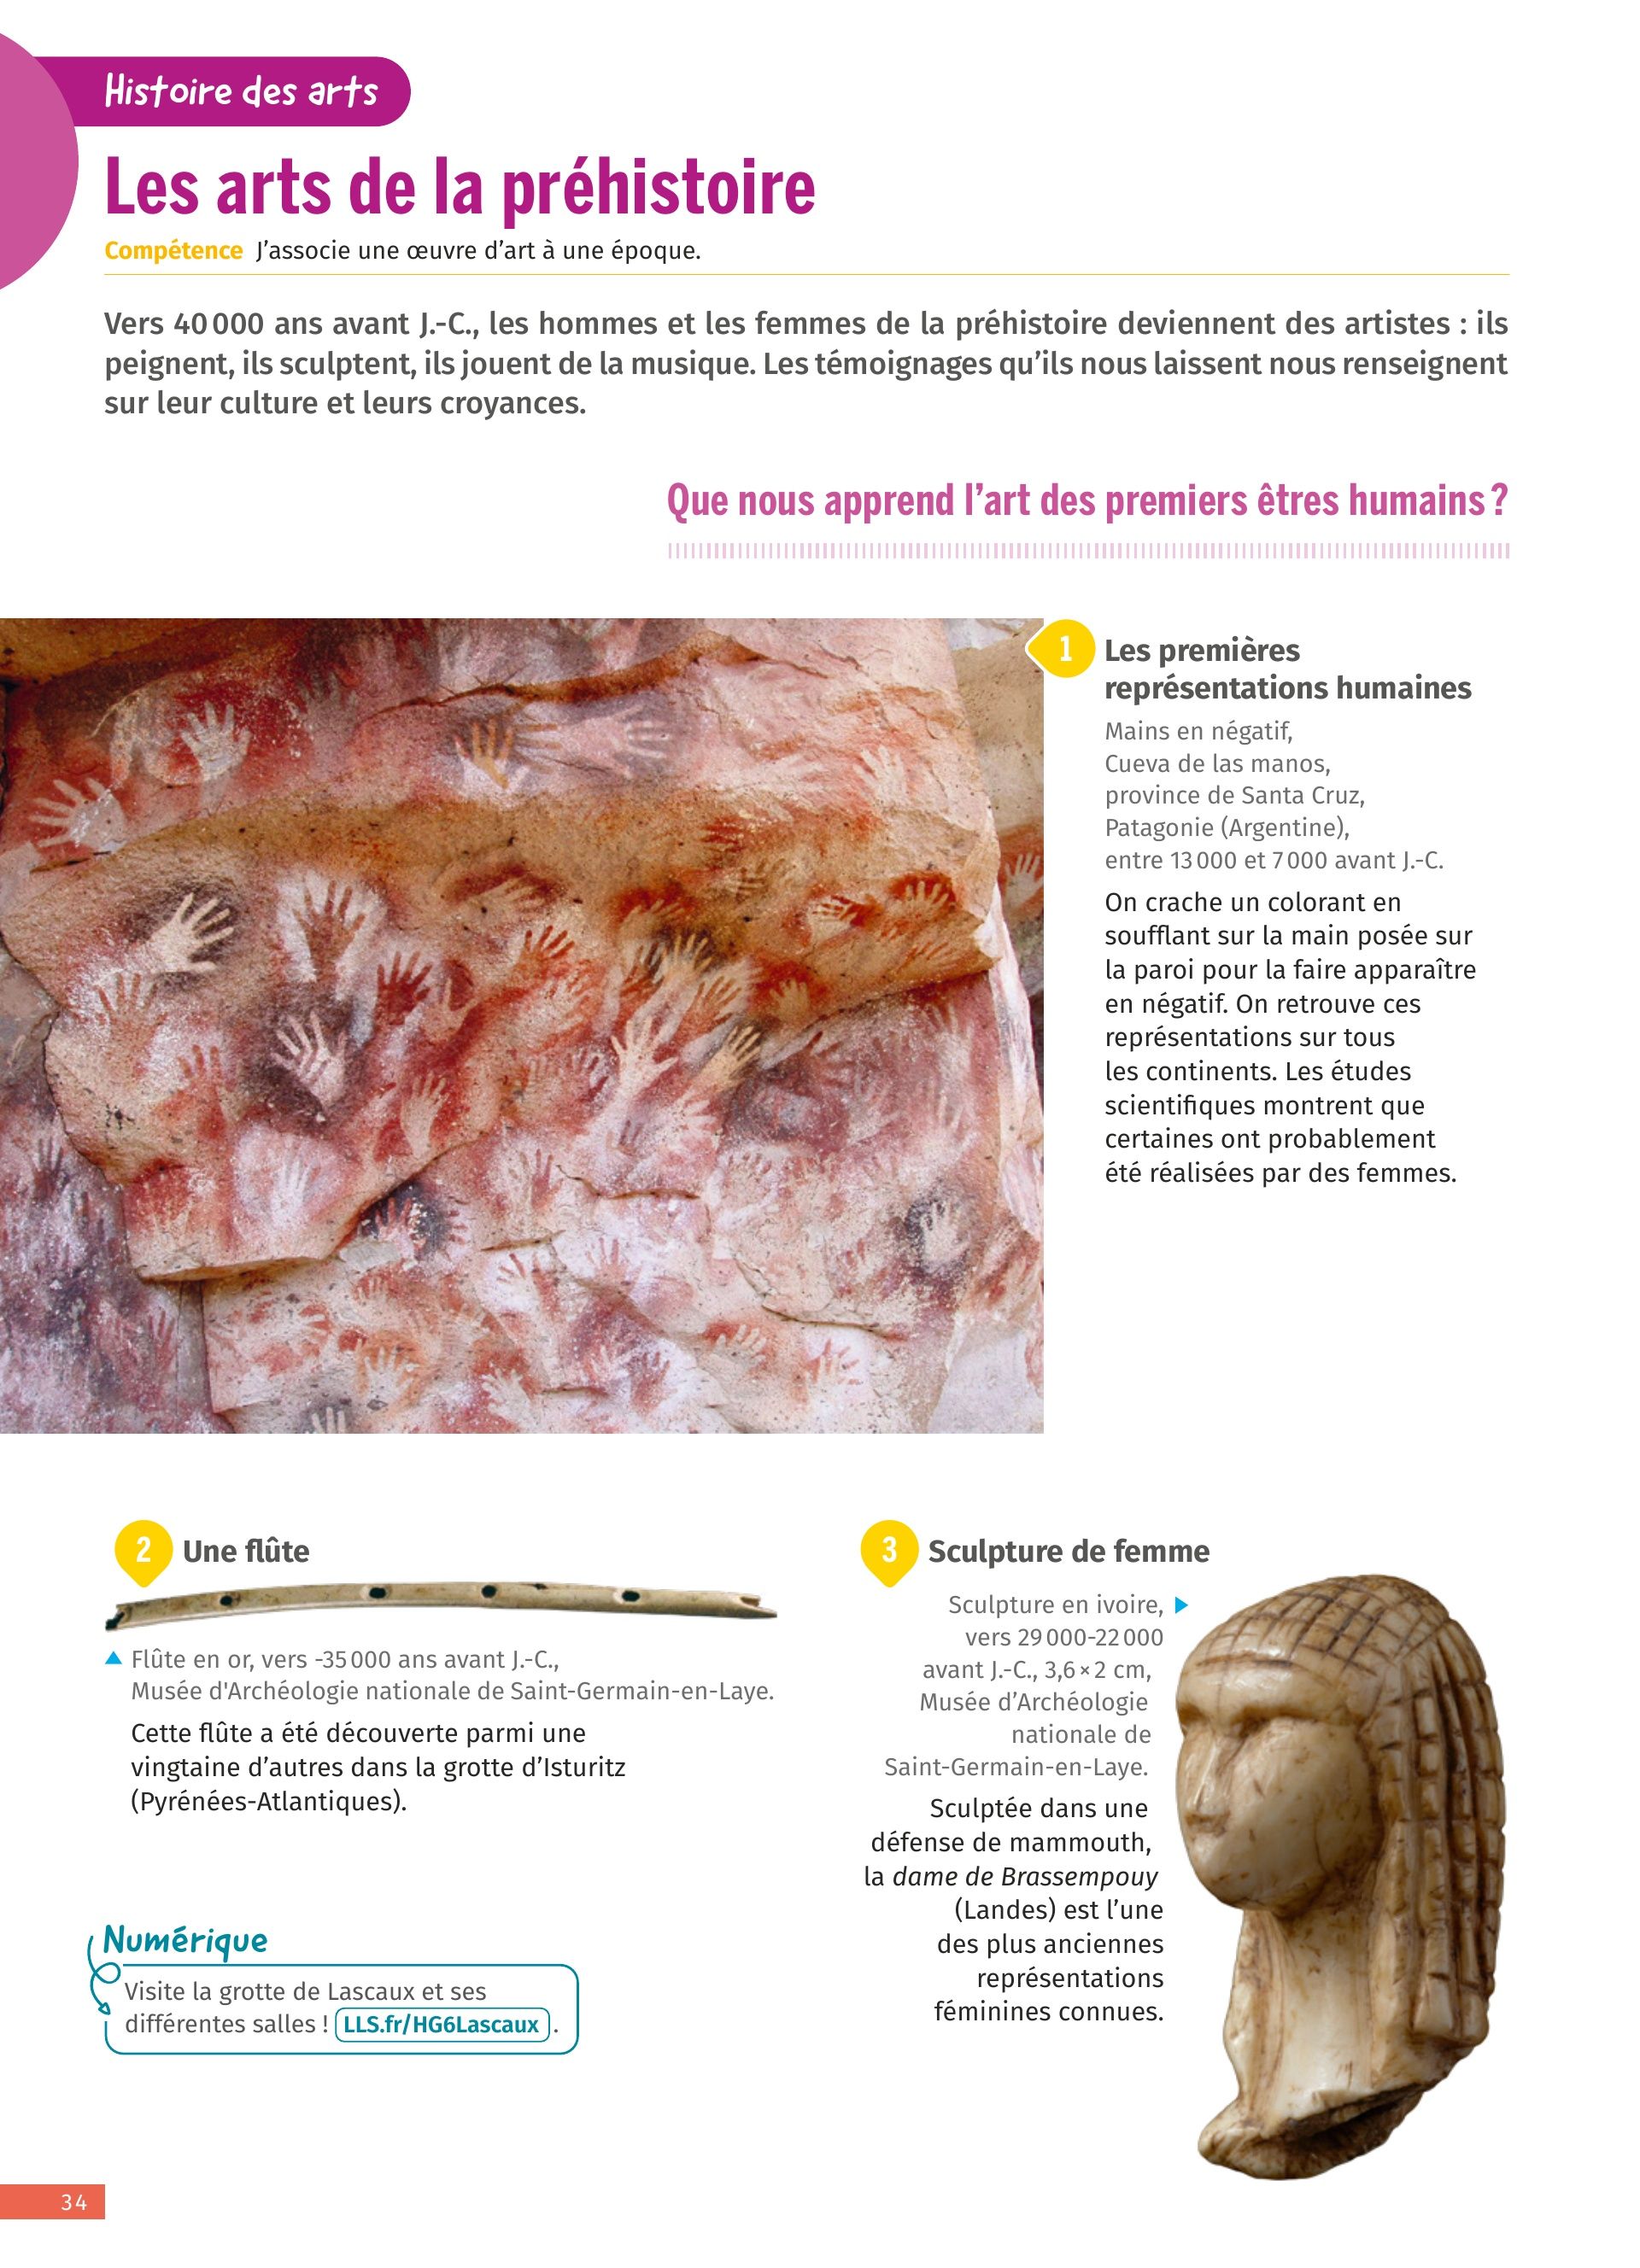 Histoire des arts
Les arts de la préhistoire
Compétence J’associe une œuvre d’art à une époque.
Vers 40 000 ans avant J.-C., les hommes et les femmes de la préhistoire deviennent des artistes : ils
peignent, ils sculptent, ils jouent de la musique. Les témoignages qu’ils nous laissent nous renseignent
sur leur culture et leurs croyances.
Que nous apprend l’art des premiers êtres humains ?
1 Les premières
représentations humaines
Mains en négatif,
Cueva de las manos,
province de Santa Cruz,
Patagonie (Argentine),
entre 13 000 et 7 000 avant J.-C.
On crache un colorant en
soufflant sur la main posée sur
la paroi pour la faire apparaître
en négatif. On retrouve ces
représentations sur tous
les continents. Les études
scientifiques montrent que
certaines ont probablement
été réalisées par des femmes.
2 Une flûte
Flûte en or, vers -35 000 ans avant J.-C.,
Musée d'Archéologie nationale de Saint-Germain-en-Laye.
Cette flûte a été découverte parmi une
vingtaine d’autres dans la grotte d’Isturitz
(Pyrénées-Atlantiques).
Numérique
Visite la grotte de Lascaux et ses
différentes salles ! LLS.fr/HG6Lascaux .
3 Sculpture de femme
Sculpture en ivoire,
vers 29 000-22 000
avant J.-C., 3,6 × 2 cm,
Musée d’Archéologie
nationale de
Saint-Germain-en-Laye.
Sculptée dans une
défense de mammouth,
la dame de Brassempouy
(Landes) est l’une
des plus anciennes
représentations
féminines connues.
34